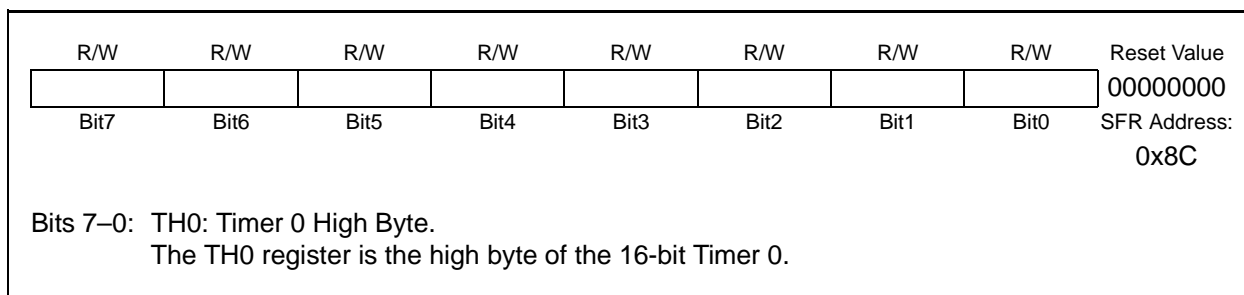 R/W R/W R/W R/W R/W R/W R/W R/W Reset Value
00000000
Bit7 Bit6 Bit5 Bit4 Bit3 Bit2 Bit1 Bit0 SFR Address:
0x8C
Bits 7–0: TH0: Timer 0 High Byte.
The TH0 register is the high byte of the 16-bit Timer 0.